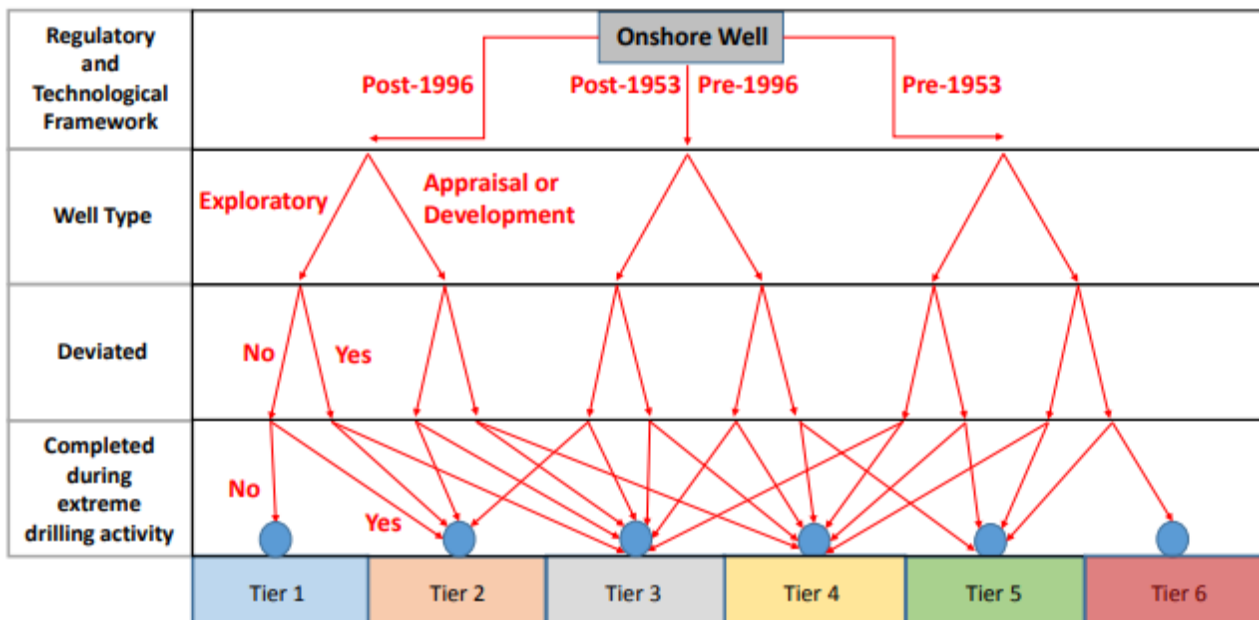 Regulatory
and
Technological
Framework
Onshore Well
Post-1996
Post-1953
Pre-1996
Pre-1953
Well Type
Exploratory
Appraisal or
Development
Deviated
No
Yes
Completed
during
extreme
drilling activity
No
Yes
Tier 1
Tier 2
Tier 3
Tier 4
Tier 5
Tier 6